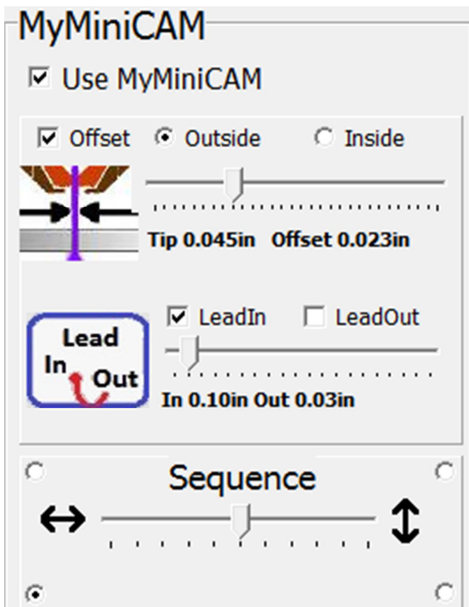 MyMiniCAM
Use MyMiniCAM
Offset Outside Inside
Tip 0.045in Offset 0.023in
LeadIn LeadOut
Lead
In
Out
In 0.10in Out 0.03in
Sequence